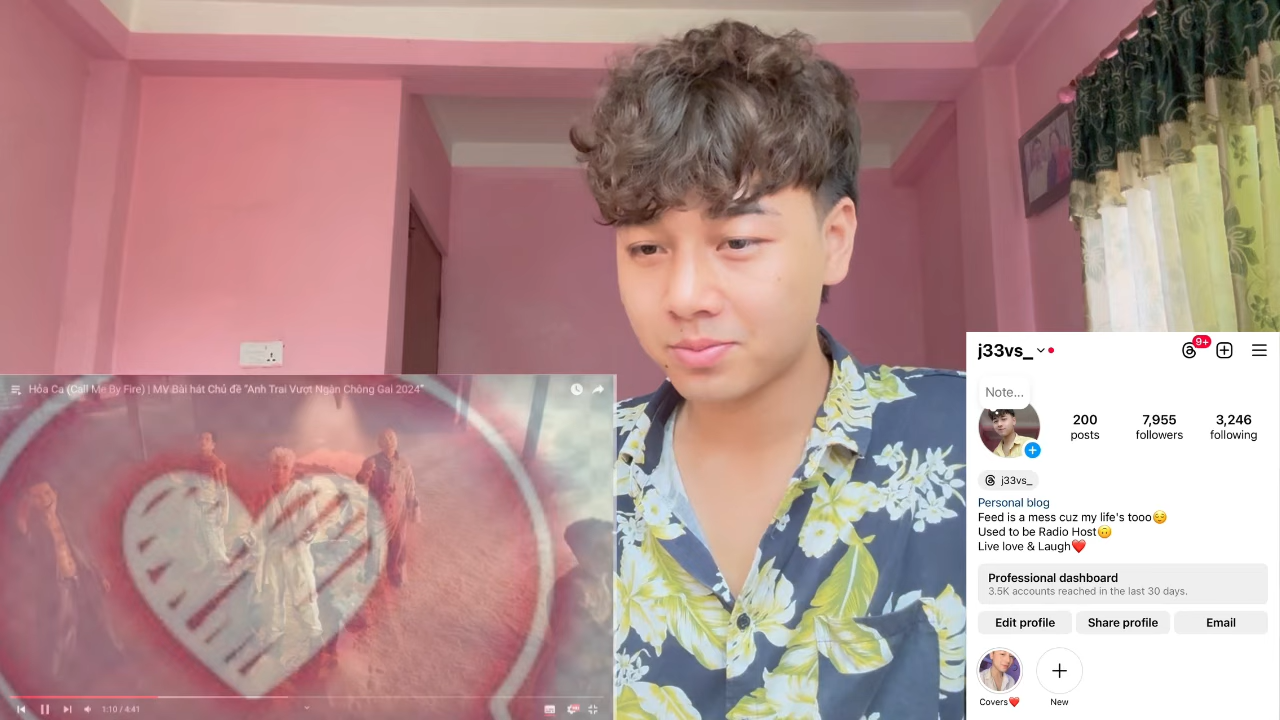 Hỏa Ca (Call Me By Fire) | MV Bài hát Chủ đề "Anh Trai Vượt Ngàn Chông Gai 2024"
1:10 / 4:41
j33vs_
9+
Note...
200
posts
7,955
followers
3,246
following
j33vs_
Personal blog
Feed is a mess cuz my life's tooo😌
Used to be Radio Host🙃
Live love & Laugh❤️
Professional dashboard
3.5K accounts reached in the last 30 days.
Edit profile
Share profile
Email
Covers❤️
New